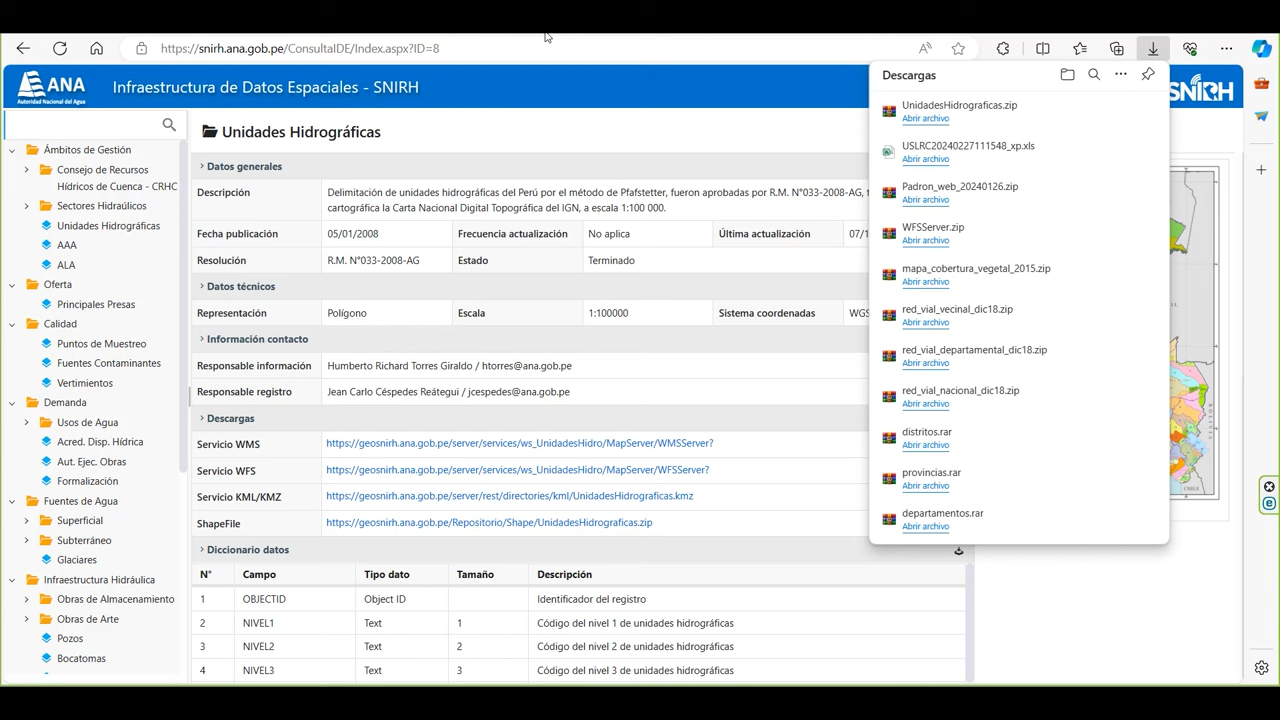 https://snirh.ana.gob.pe/ConsultaIDE/Index.aspx?ID=8
ANA
Autoridad Nacional del Agua
Infraestructura de Datos Espaciales - SNIRH
SNIRH
Ámbitos de Gestión
Consejo de Recursos
Hídricos de Cuenca - CRHC
Sectores Hidraúlicos
Unidades Hidrográficas
AAA
ALA
Oferta
Principales Presas
Calidad
Puntos de Muestreo
Fuentes Contaminantes
Vertimientos
Demanda
Usos de Agua
Acred. Disp. Hídrica
Aut. Ejec. Obras
Formalización
Fuentes de Agua
Superficial
Subterráneo
Glaciares
Infraestructura Hidráulica
Obras de Almacenamiento
Obras de Arte
Pozos
Bocatomas
Unidades Hidrográficas
Datos generales
Descripción Delimitación de unidades hidrográficas del Perú por el método de Pfafstetter, fueron aprobadas por R.M. N°033-2008-AG, t
cartográfica la Carta Nacional Digital Topográfica del IGN, a escala 1:100 000.
Fecha publicación 05/01/2008 Frecuencia actualización No aplica Última actualización 07/1
Resolución R.M. N°033-2008-AG Estado Terminado
Datos técnicos
Representación Polígono Escala 1:100000 Sistema coordenadas WGS
Información contacto
Responsable información Humberto Richard Torres Giraldo / htorres@ana.gob.pe
Responsable registro Jean Carlo Céspedes Reátegui / jcespedes@ana.gob.pe
Descargas
Servicio WMS https://geosnirh.ana.gob.pe/server/services/ws_UnidadesHidro/MapServer/WMSServer?
Servicio WFS https://geosnirh.ana.gob.pe/server/services/ws_UnidadesHidro/MapServer/WFSServer?
Servicio KML/KMZ https://geosnirh.ana.gob.pe/server/rest/directories/kml/UnidadesHidrograficas.kmz
ShapeFile https://geosnirh.ana.gob.pe/Repositorio/Shape/UnidadesHidrograficas.zip
Diccionario datos
N° Campo Tipo dato Tamaño Descripción
1 OBJECTID Object ID Identificador del registro
2 NIVEL1 Text 1 Código del nivel 1 de unidades hidrográficas
3 NIVEL2 Text 2 Código del nivel 2 de unidades hidrográficas
4 NIVEL3 Text 3 Código del nivel 3 de unidades hidrográficas
Descargas
UnidadesHidrograficas.zip
Abrir archivo
USLRC20240227111548_xp.xls
Abrir archivo
Padron_web_20240126.zip
Abrir archivo
WFSServer.zip
Abrir archivo
mapa_cobertura_vegetal_2015.zip
Abrir archivo
red_vial_vecinal_dic18.zip
Abrir archivo
red_vial_departamental_dic18.zip
Abrir archivo
red_vial_nacional_dic18.zip
Abrir archivo
distritos.rar
Abrir archivo
provincias.rar
Abrir archivo
departamentos.rar
Abrir archivo
CHILE